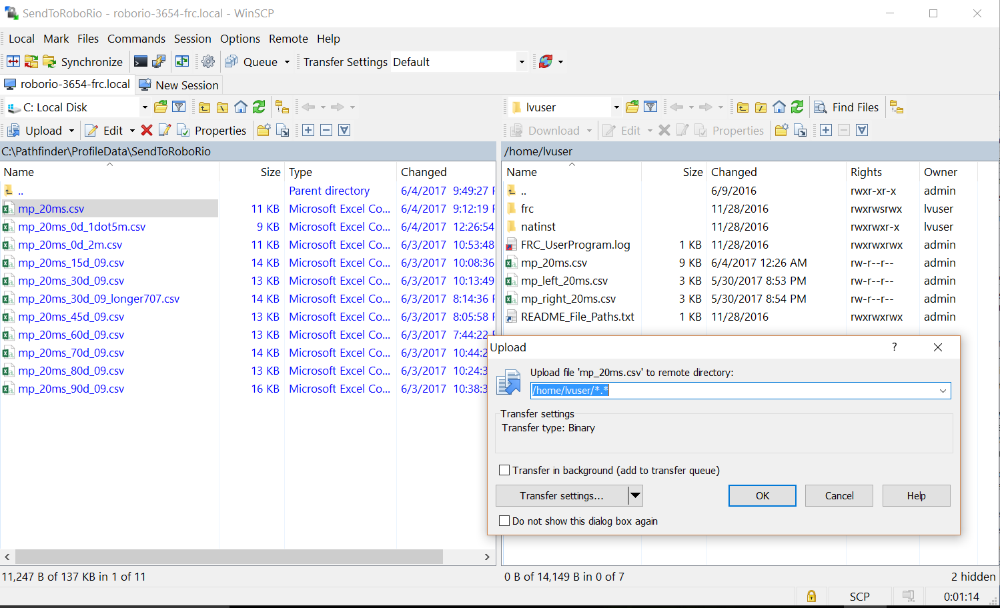 SendToRoboRio - roborio-3654-frc.local - WinSCP
Local Mark Files Commands Session Options Remote Help
Synchronize Queue Transfer Settings Default
roborio-3654-frc.local New Session
C: Local Disk
Upload Edit Properties
C:\Pathfinder\ProfileData\SendToRoboRio
Name Size Type Changed
.. Parent directory 6/4/2017 9:49:27
mp_20ms.csv 11 KB Microsoft Excel Co... 6/4/2017 9:12:19
mp_20ms_0d_1dot5m.csv 9 KB Microsoft Excel Co... 6/4/2017 12:26:54
mp_20ms_0d_2m.csv 11 KB Microsoft Excel Co... 6/3/2017 10:53:48
mp_20ms_15d_09.csv 14 KB Microsoft Excel Co... 6/3/2017 10:08:36
mp_20ms_30d_09.csv 13 KB Microsoft Excel Co... 6/3/2017 10:13:49
mp_20ms_30d_09_longer707.csv 14 KB Microsoft Excel Co... 6/3/2017 8:14:36
mp_20ms_45d_09.csv 13 KB Microsoft Excel Co... 6/3/2017 8:05:58
mp_20ms_60d_09.csv 13 KB Microsoft Excel Co... 6/3/2017 7:44:22
mp_20ms_70d_09.csv 14 KB Microsoft Excel Co... 6/3/2017 10:44:2
mp_20ms_80d_09.csv 13 KB Microsoft Excel Co... 6/3/2017 10:24:3
mp_20ms_90d_09.csv 16 KB Microsoft Excel Co... 6/3/2017 10:38:3
11,247 B of 137 KB in 1 of 11
lvuser Find Files
Download Edit Properties
/home/lvuser
Name Size Changed Rights Owner
.. 6/9/2016 rwxr-xr-x admin
frc 11/28/2016 rwxrwsrwx lvuser
natinst 11/28/2016 rwxrwxr-x lvuser
FRC_UserProgram.log 1 KB 11/28/2016 rwxrwxrwx admin
mp_20ms.csv 9 KB 6/4/2017 12:26 AM rw-r--r-- admin
mp_left_20ms.csv 3 KB 5/30/2017 8:53 PM rw-r--r-- admin
mp_right_20ms.csv 3 KB 5/30/2017 8:54 PM rw-r--r-- admin
README_File_Paths.txt 1 KB 11/28/2016 rwxrwxrwx admin
Upload ?
Upload file 'mp_20ms.csv' to remote directory:
/home/lvuser/*.*
Transfer settings
Transfer type: Binary
Transfer in background (add to transfer queue)
Transfer settings... OK Cancel Help
Do not show this dialog box again
0 B of 14,149 B in 0 of 7 2 hidden
SCP 0:01:14